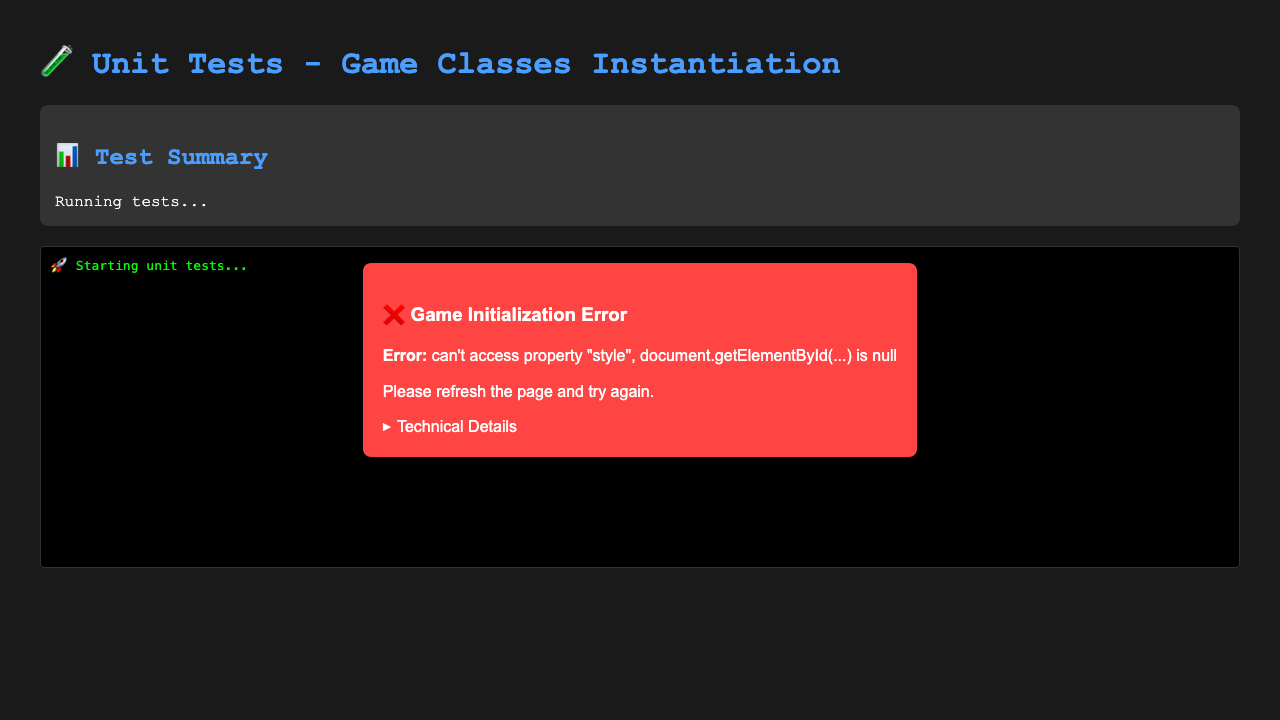 🧪 Unit Tests - Game Classes Instantiation
📊 Test Summary
Running tests...
🚀 Starting unit tests...
❌ Game Initialization Error
Error: can't access property "style", document.getElementById(...) is null
Please refresh the page and try again.
▶ Technical Details